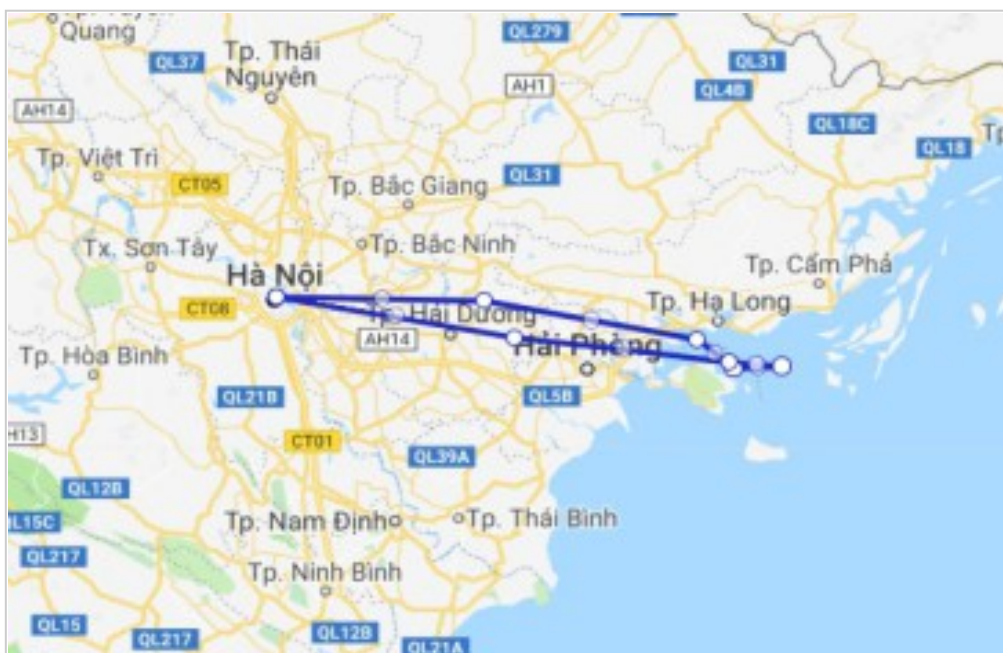 Quang
QL279
QL31
QL37
Tp. Thái
Nguyên
AH1
QL4B
AH14
QL18C
QL18
Tp. Việt Trì
CT05
QL31
Tp. Bắc Giang
Tx. Sơn Tây
Tp. Bắc Ninh
Tp. Cẩm Phả
Hà Nội
CT08
Tp. Hạ Long
Tp. Hải Dương
AH14
Hải Phòng
Tp. Hòa Bình
QL21B
QL5B
H13
CT01
QL39A
QL12B
QL15C
Tp. Nam Định
Tp. Thái Bình
QL217
Tp. Ninh Bình
QL15
QL217
QL12B
QL21A